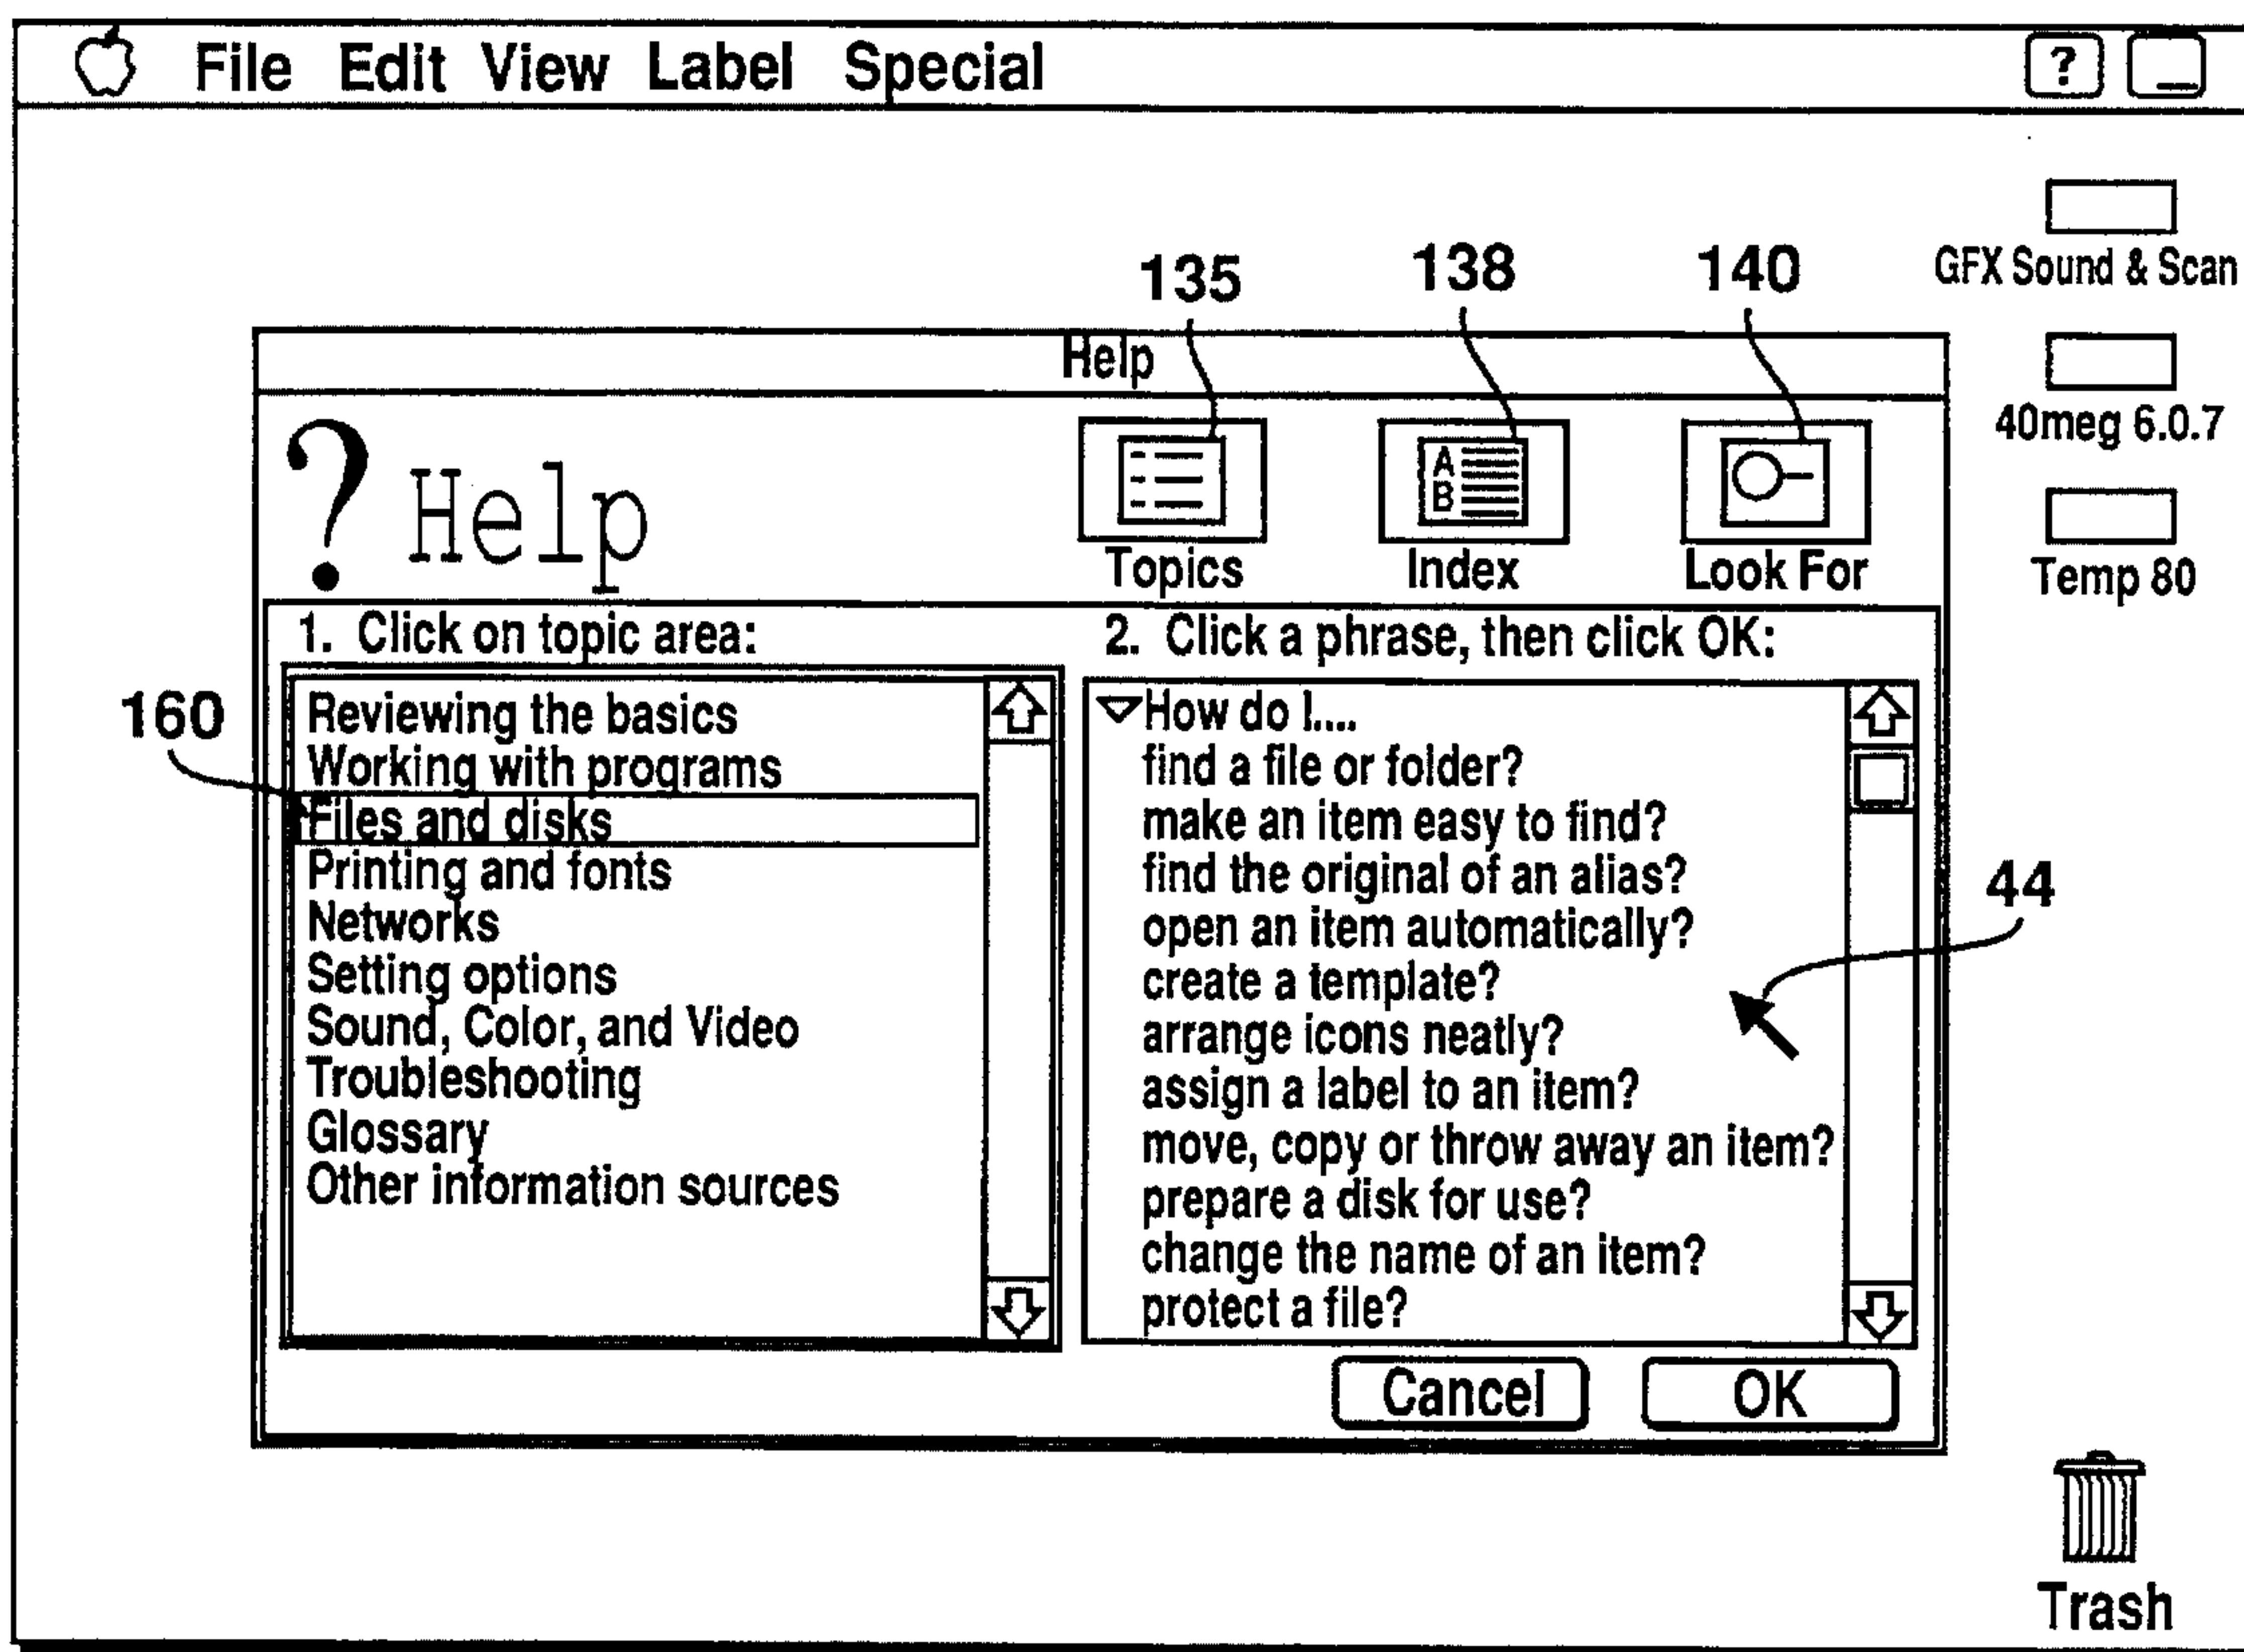 File Edit View Label Special ?
GFX Sound & Scan
135 138 140
Help
40meg 6.0.7
? Help
A
B
Topics Index Look For
Temp 80
1. Click on topic area:
2. Click a phrase, then click OK:
160
Reviewing the basics
Working with programs
Files and disks
Printing and fonts
Networks
Setting options
Sound, Color, and Video
Troubleshooting
Glossary
Other information sources
How do I....
find a file or folder?
make an item easy to find?
find the original of an alias?
open an item automatically?
create a template?
arrange icons neatly?
assign a label to an item?
move, copy or throw away an item?
prepare a disk for use?
change the name of an item?
protect a file?
44
Cancel OK
Trash